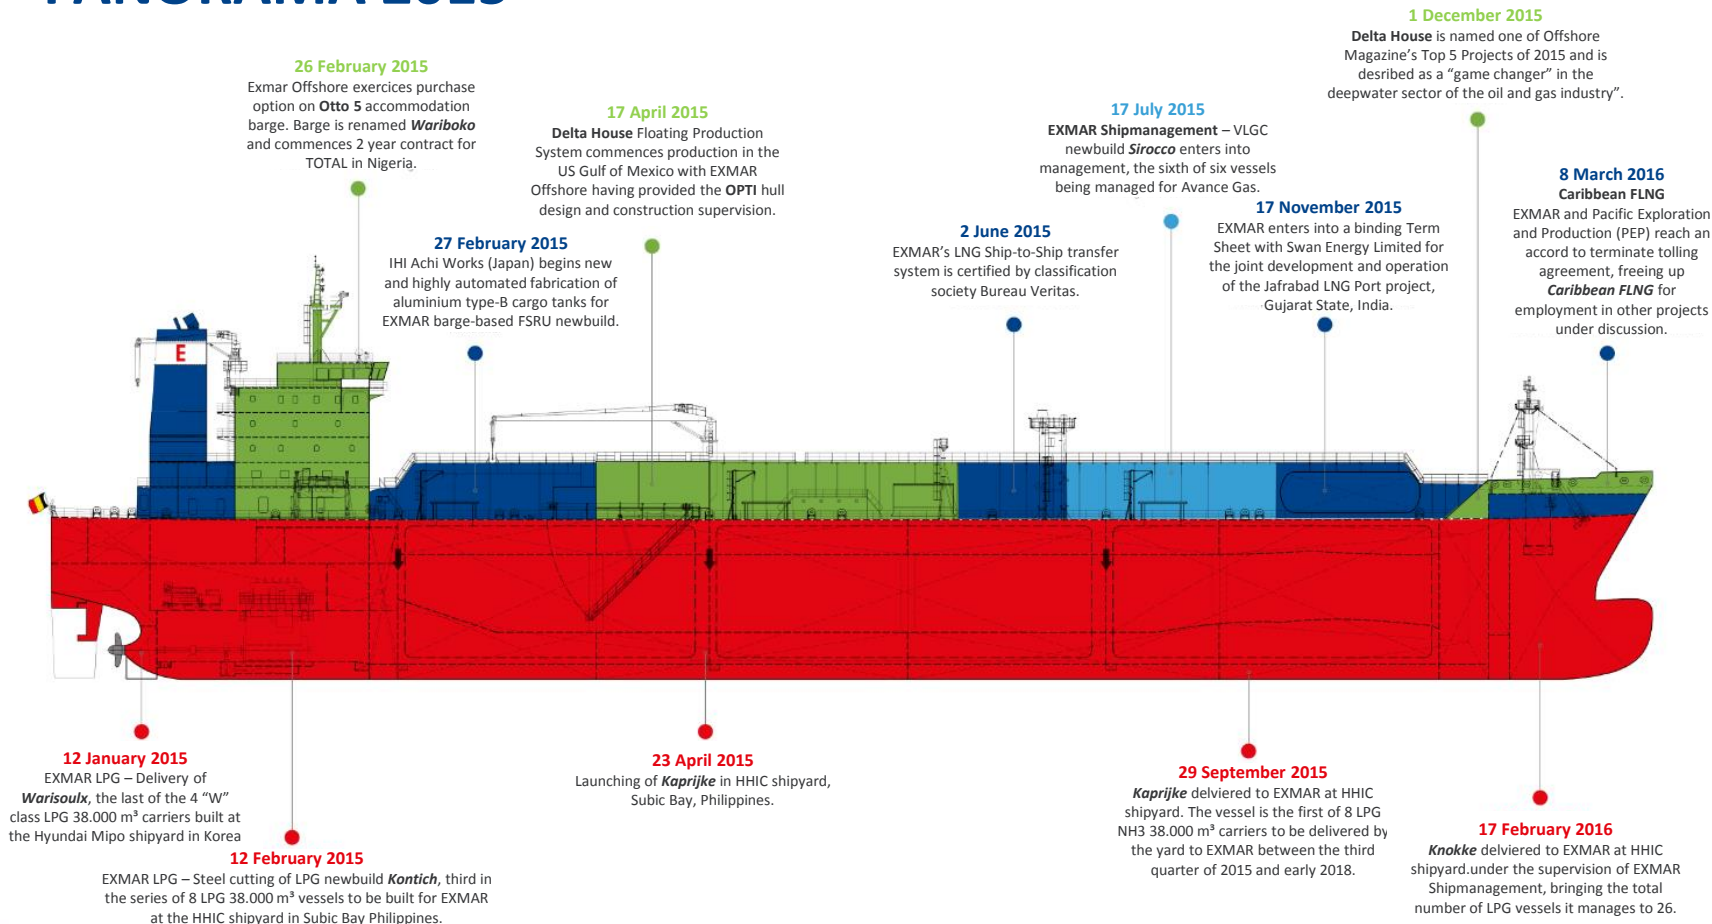 PANORAMA 2015
1 December 2015
Delta House is named one of Offshore
Magazine's Top 5 Projects of 2015 and is
desribed as a "game changer" in the
deepwater sector of the oil and gas industry".
26 February 2015
Exmar Offshore exercices purchase
option on Otto 5 accommodation
barge. Barge is renamed Wariboko
and commences 2 year contract for
TOTAL in Nigeria.
17 April 2015
Delta House Floating Production
System commences production in the
US Gulf of Mexico with EXMAR
Offshore having provided the OPTI hull
design and construction supervision.
17 July 2015
EXMAR Shipmanagement – VLGC
newbuild Sirocco enters into
management, the sixth of six vessels
being managed for Avance Gas.
8 March 2016
Caribbean FLNG
EXMAR and Pacific Exploration
and Production (PEP) reach an
accord to terminate tolling
agreement, freeing up
Caribbean FLNG for
employment in other projects
under discussion.
27 February 2015
IHI Achi Works (Japan) begins new
and highly automated fabrication of
aluminium type-B cargo tanks for
EXMAR barge-based FSRU newbuild.
2 June 2015
EXMAR's LNG Ship-to-Ship transfer
system is certified by classification
society Bureau Veritas.
17 November 2015
EXMAR enters into a binding Term
Sheet with Swan Energy Limited for
the joint development and operation
of the Jafrabad LNG Port project,
Gujarat State, India.
E
12 January 2015
EXMAR LPG – Delivery of
Warisoulx, the last of the 4 "W"
class LPG 38.000 m³ carriers built at
the Hyundai Mipo shipyard in Korea
12 February 2015
EXMAR LPG – Steel cutting of LPG newbuild Kontich, third in
the series of 8 LPG 38.000 m³ vessels to be built for EXMAR
at the HHIC shipyard in Subic Bay Philippines.
23 April 2015
Launching of Kaprijke in HHIC shipyard,
Subic Bay, Philippines.
29 September 2015
Kaprijke delviered to EXMAR at HHIC
shipyard. The vessel is the first of 8 LPG
NH3 38.000 m³ carriers to be delivered by
the yard to EXMAR between the third
quarter of 2015 and early 2018.
17 February 2016
Knokke delviered to EXMAR at HHIC
shipyard.under the supervision of EXMAR
Shipmanagement, bringing the total
number of LPG vessels it manages to 26.